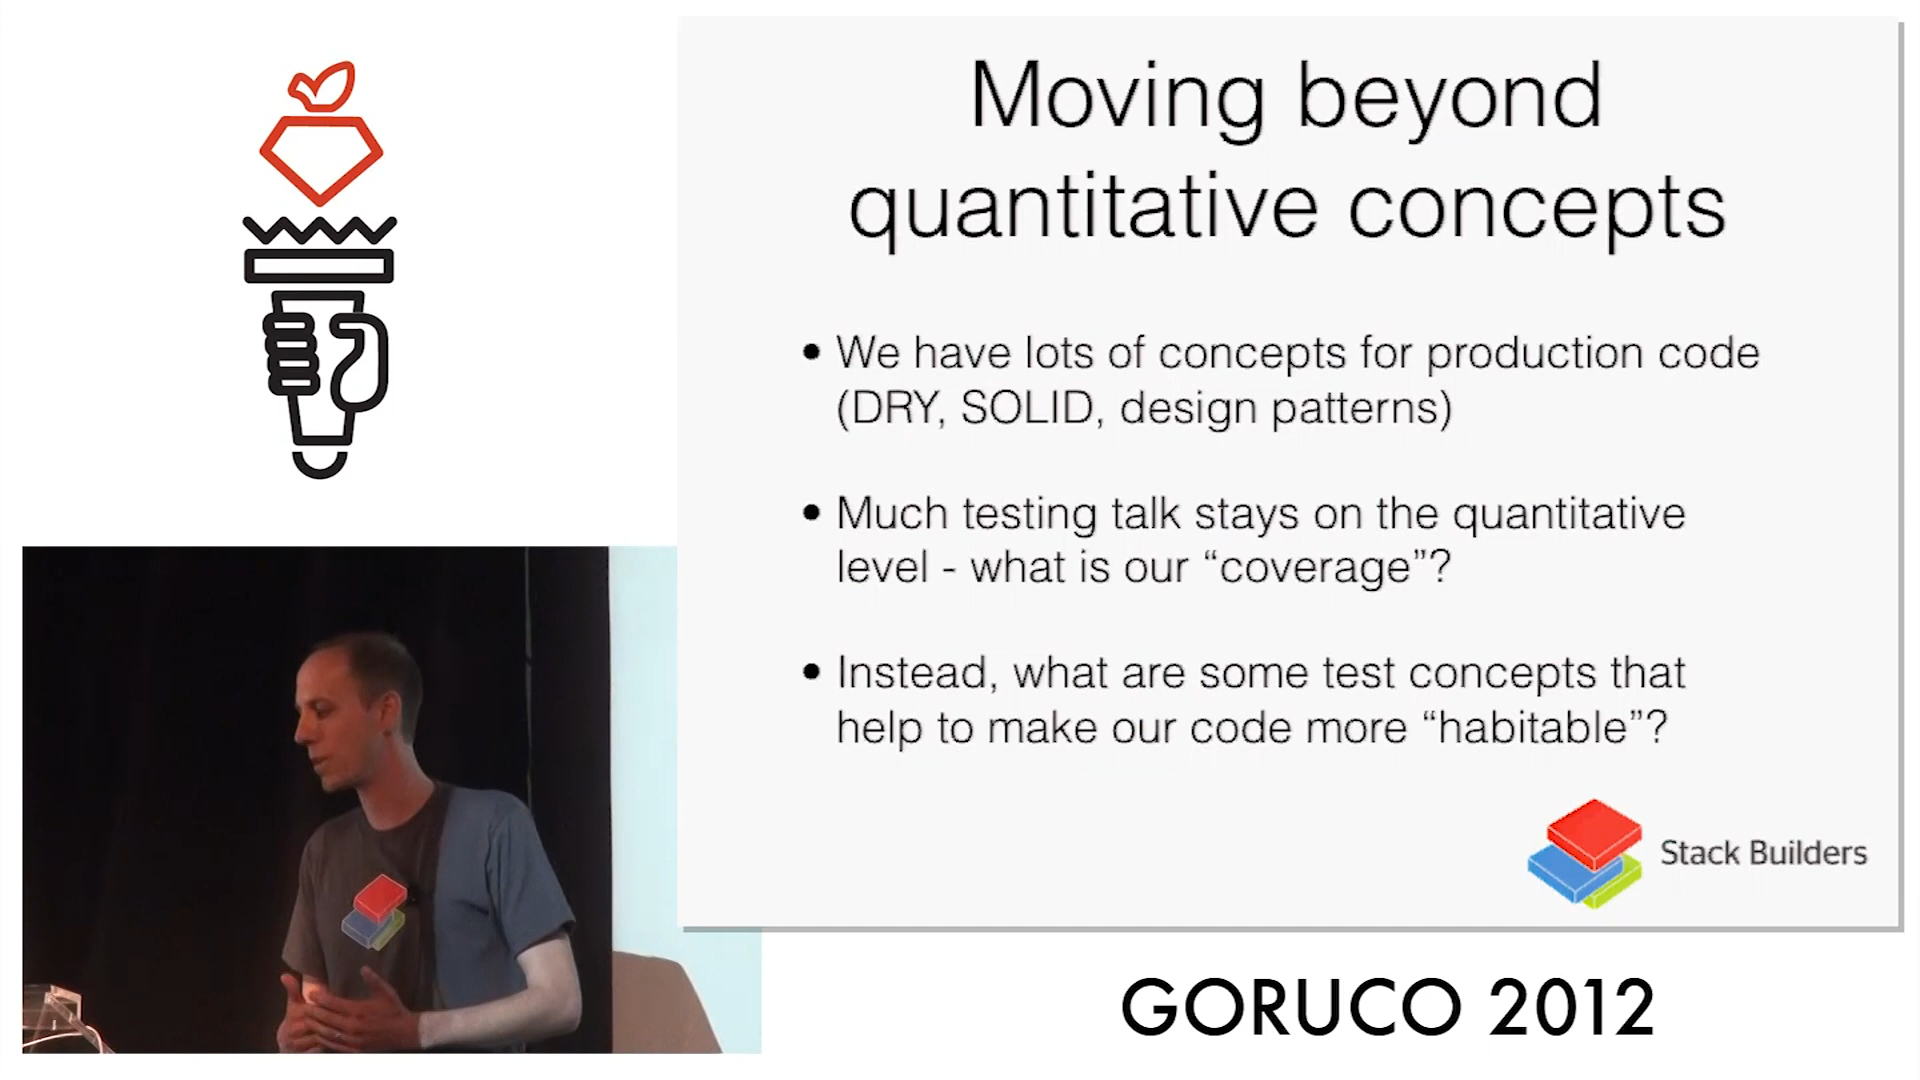 Moving beyond
quantitative concepts
• We have lots of concepts for production code
(DRY, SOLID, design patterns)
• Much testing talk stays on the quantitative
level - what is our “coverage”?
• Instead, what are some test concepts that
help to make our code more “habitable”?
Stack Builders
GORUCO 2012